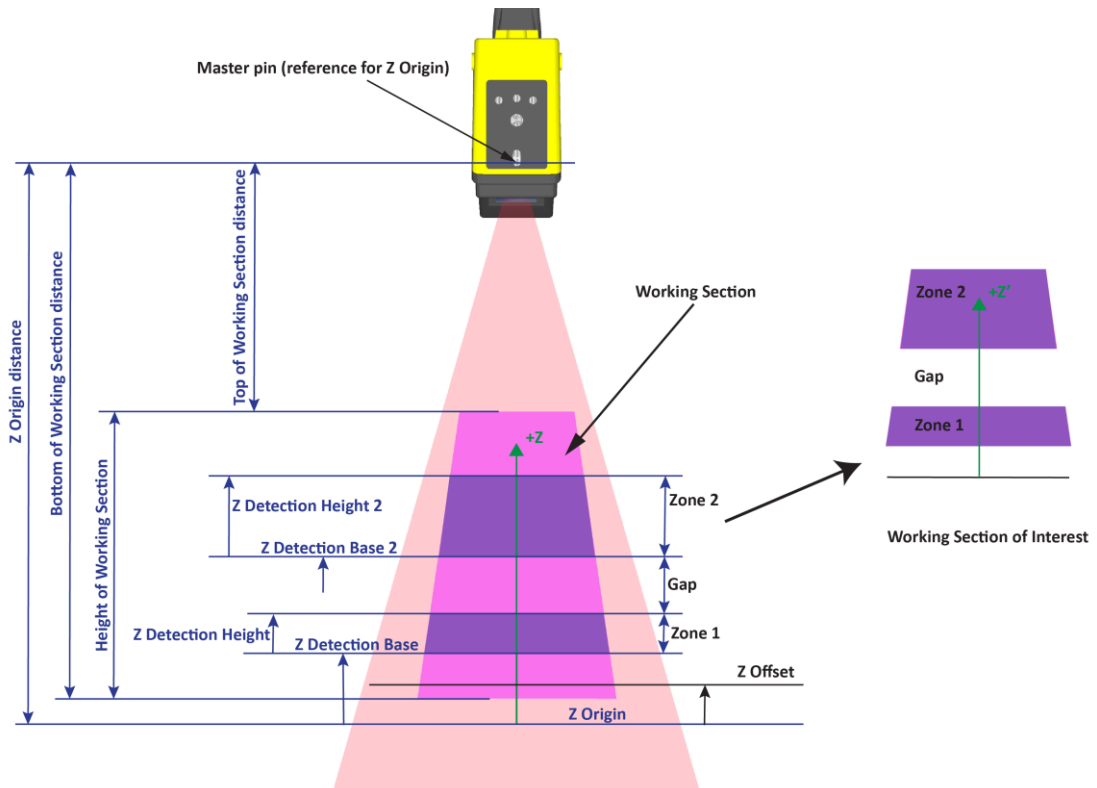 Master pin (reference for Z Origin)
Z Origin distance
Bottom of Working Section distance
Top of Working Section distance
Height of Working Section
Working Section
+Z
Z Detection Height 2
Zone 2
Z Detection Base 2
Gap
Z Detection Height
Z Detection Base
Zone 1
Z Offset
Z Origin
Zone 2
+Z'
Gap
Zone 1
Working Section of Interest